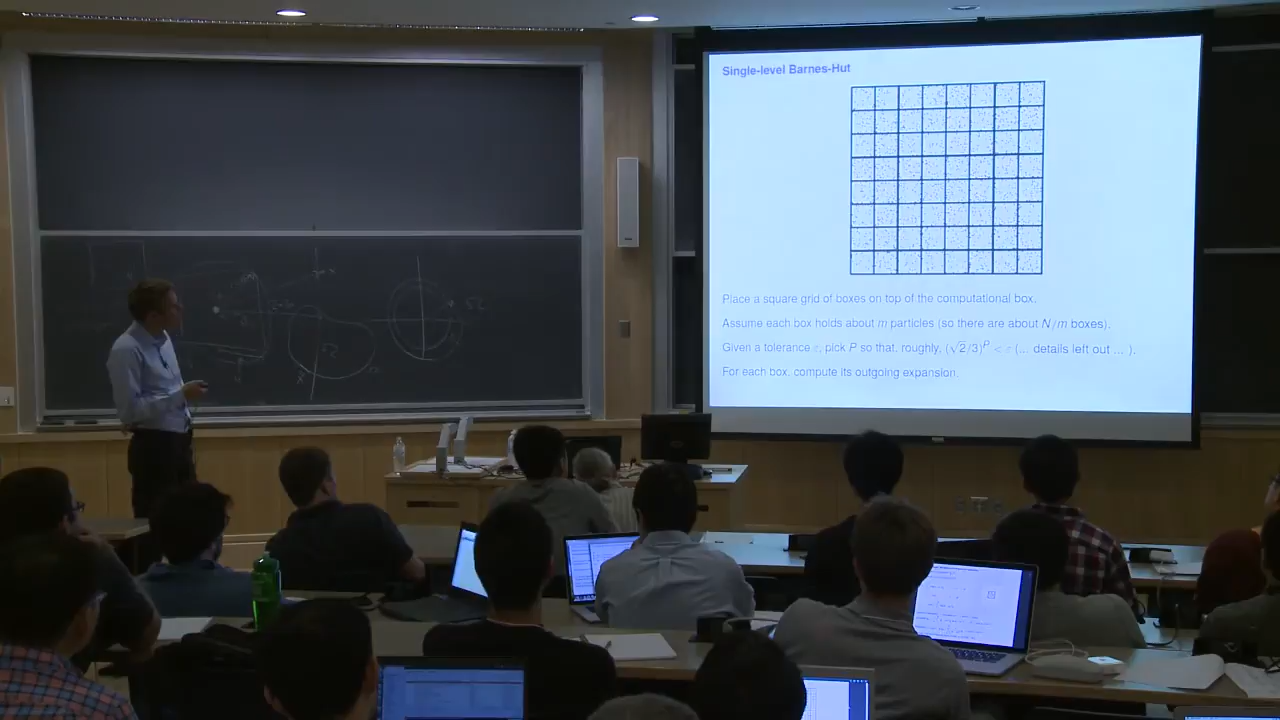 Single-level Barnes-Hut
Place a square grid of boxes on top of the computational box.
Assume each box holds about m particles (so there are about N/m boxes).
Given a tolerance ε, pick P so that, roughly, (√2/3)^P < ε (... details left out ... ).
For each box, compute its outgoing expansion.